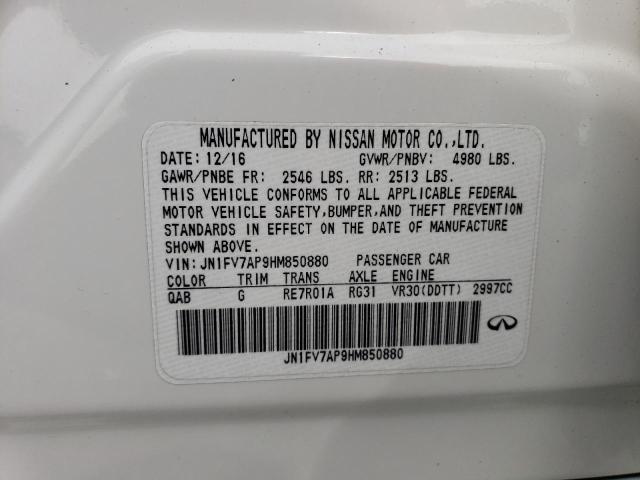 MANUFACTURED BY NISSAN MOTOR CO.,LTD.
DATE: 12/16 GVWR/PNBV: 4980 LBS.
GAWR/PNBE FR: 2546 LBS. RR: 2513 LBS.
THIS VEHICLE CONFORMS TO ALL APPLICABLE FEDERAL
MOTOR VEHICLE SAFETY,BUMPER,AND THEFT PREVENTION
STANDARDS IN EFFECT ON THE DATE OF MANUFACTURE
SHOWN ABOVE.
VIN: JN1FV7AP9HM850880 PASSENGER CAR
COLOR TRIM TRANS AXLE ENGINE
QAB G RE7R01A RG31 VR30(DDTT) 2997CC
JN1FV7AP9HM850880